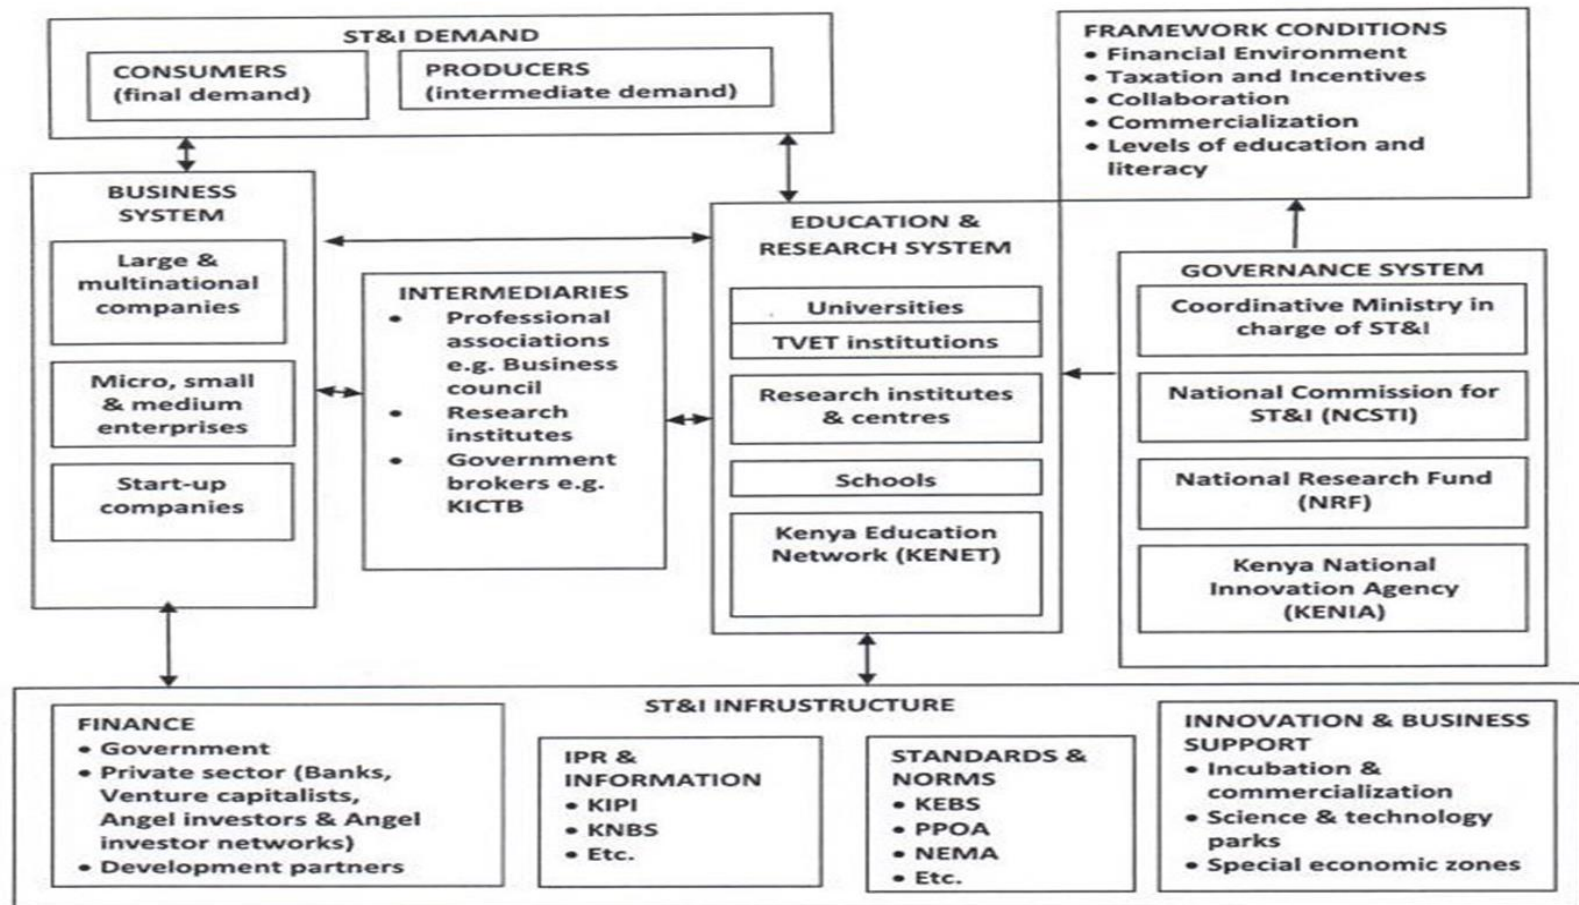 ST&I DEMAND
CONSUMERS
(final demand)
PRODUCERS
(intermediate demand)
FRAMEWORK CONDITIONS
• Financial Environment
• Taxation and Incentives
• Collaboration
• Commercialization
• Levels of education and
literacy
BUSINESS
SYSTEM
Large &
multinational
companies
Micro, small
& medium
enterprises
Start-up
companies
INTERMEDIARIES
• Professional
associations
e.g. Business
council
• Research
institutes
• Government
brokers e.g.
KICTB
EDUCATION &
RESEARCH SYSTEM
Universities
TVET institutions
Research institutes
& centres
Schools
Kenya Education
Network (KENET)
GOVERNANCE SYSTEM
Coordinative Ministry in
charge of ST&I
National Commission for
ST&I (NCSTI)
National Research Fund
(NRF)
Kenya National
Innovation Agency
(KENIA)
ST&I INFRUSTRUCTURE
FINANCE
• Government
• Private sector (Banks,
Venture capitalists,
Angel investors & Angel
investor networks)
• Development partners
IPR &
INFORMATION
• KIPI
• KNBS
• Etc.
STANDARDS &
NORMS
• KEBS
• PPOA
• NEMA
• Etc.
INNOVATION & BUSINESS
SUPPORT
• Incubation &
commercialization
• Science & technology
parks
• Special economic zones